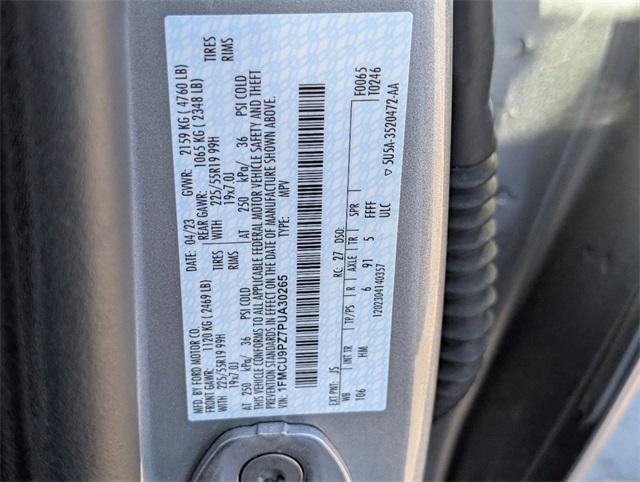 MFD. BY FORD MOTOR CO.
DATE: 04/23 GVWR: 2159 KG ( 4760 LB)
FRONT GAWR: 1120 KG ( 2469 LB) REAR GAWR: 1065 KG ( 2348 LB)
WITH 225/55R19 99H TIRES WITH 225/55R19 99H TIRES
19x7.0J RIMS 19x7.0J RIMS
AT 250 kPa/ 36 PSI COLD AT 250 kPa/ 36 PSI COLD
THIS VEHICLE CONFORMS TO ALL APPLICABLE FEDERAL MOTOR VEHICLE SAFETY AND THEFT
PREVENTION STANDARDS IN EFFECT ON THE DATE OF MANUFACTURE SHOWN ABOVE.
VIN: 1FMCU9PZ7PUA30265 TYPE: MPV
F0065
T0246
EXT PNT: JS RC: 27 DSO:
WB INT TR TP/PS R AXLE TR SPR
106 HM 6 91 5 FFFF
1202304140357 ULC
▽ 5U5A-3520472-AA